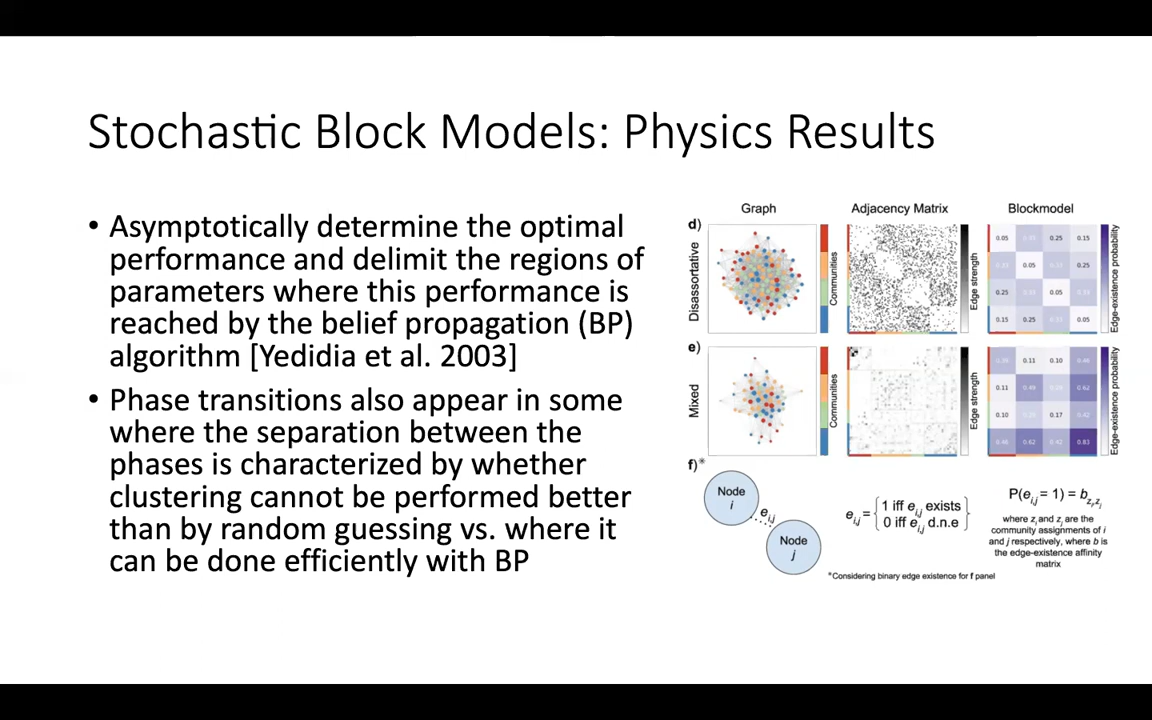 Stochastic Block Models: Physics Results
• Asymptotically determine the optimal
performance and delimit the regions of
parameters where this performance is
reached by the belief propagation (BP)
algorithm [Yedidia et al. 2003]
• Phase transitions also appear in some
where the separation between the
phases is characterized by whether
clustering cannot be performed better
than by random guessing vs. where it
can be done efficiently with BP
Graph Adjacency Matrix Blockmodel
d)
Disassortative
Communities
Edge strength
0.05 0.25 0.15
0.05 0.25
0.25 0.05
0.15 0.25 0.05
Edge-existence probability
e)
Mixed
Communities
Edge strength
0.11 0.10 0.46
0.11 0.49 0.62
0.10 0.17 0.42
0.46 0.62 0.42 0.83
Edge-existence probability
f)*
Node
i
e i,j
Node
j
e i,j = { 1 iff e i,j exists
0 iff e i,j d.n.e }
P(e i,j = 1) = b z i z j
where z i and z j are the
community assignments of i
and j respectively, where b is
the edge-existence affinity
matrix
*Considering binary edge existence for f panel